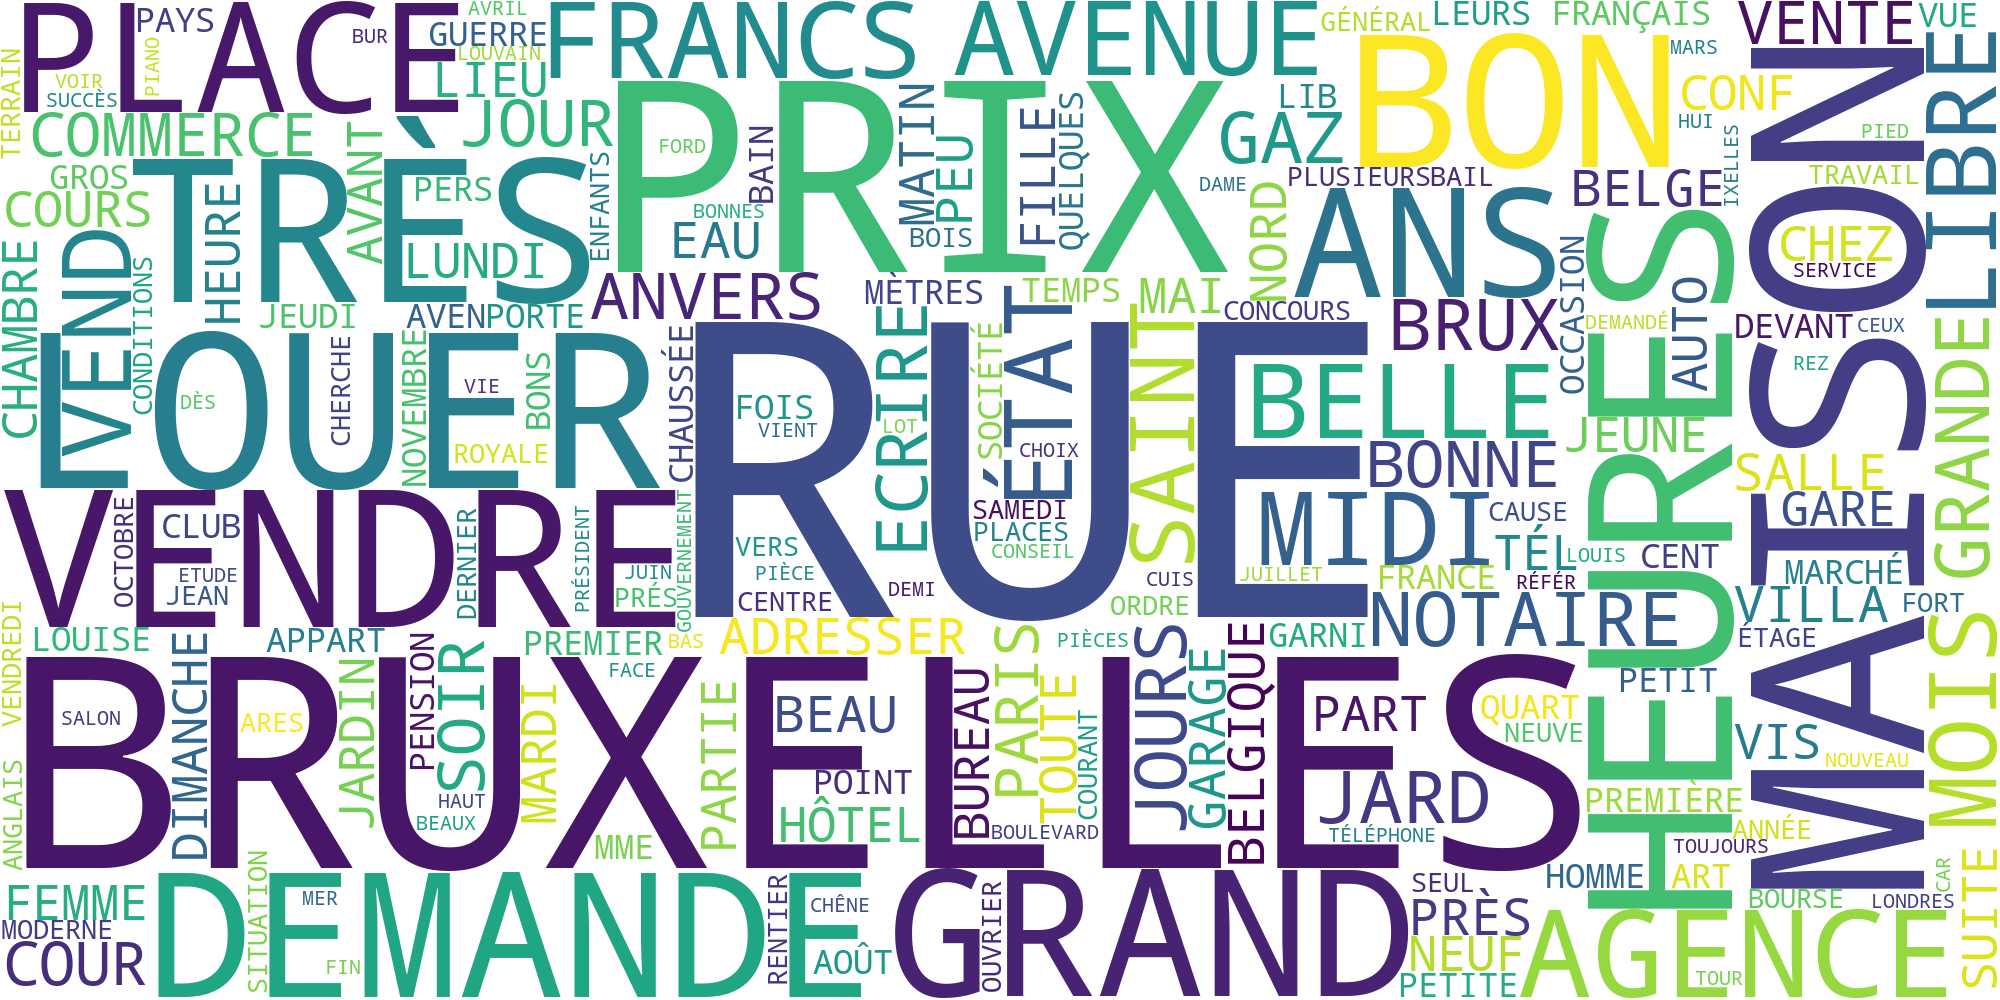 PLACE
PAYS
BUR
AVRIL
GUERRE
LOUVAIN
LIEU
FRANCS
AVENUE
GÉNÉRAL
LEURS
FRANÇAIS
VENTE
VUE
TERRAIN
VOIR
SUCCÈS
PIANO
COMMERCE
JOUR
PRIX
FORD
BON
MARS
CONF
HUI
SON
LIBRE
PIED
TRAVAIL
IXELLES
GROS
COURS
TRÈS
AVANT
PERS
LUNDI
ENFANTS
BONNES
EAU
BAIN
MATIN
BOIS
PEU
FILLE
QUELQUES
LIB
GAZ
DAME
PLUSIEURS
BAIL
BELGE
NORD
ANS
CHEZ
SERVICE
CHAMBRE
VEND
CONDITIONS
HEURE
JEUDI
AVEN
PORTE
ANVERS
MÈTRES
TEMPS
MAI
CONCOURS
BRUX
OCCASION
DEMANDÉ
AUTO
DEVANT
CEUX
REZ
LOUER
DÈS
CHERCHE
NOVEMBRE
VIE
BONS
ROYALE
CHAUSSÉE
RUE
FOIS
VIENT
LOT
ECRIRE
SOCIÉTÉ
ÉTAT
CHOIX
SAINT
BELLE
BONNE
HEURES
JEUNE
SALLE
GARE
MAISON
GRANDE
VENDRE
OCTOBRE
CLUB
ETUDE
JEAN
DERNIER
PRÉSIDENT
JUIN
PRÉS
GOUVERNEMENT
VERS
PIÈCE
CENTRE
DEMI
SAMEDI
PLACES
CONSEIL
CUIS
ORDRE
MIDI
JUILLET
CAUSE
TÉL
LOUIS
CENT
FRANCE
RÉFÉR
MARCHÉ
NOTAIRE
VILLA
FORT
ÉTAGE
VENDREDI
LOUISE
DIMANCHE
APPART
PREMIER
BAS
FACE
ADRESSER
PIÈCES
GARNI
PETIT
BRUXELLES
SALON
ARES
JARDIN
PENSION
SOIR
HAUT
BEAUX
MARDI
MME
PARTIE
BEAU
POINT
HÔTEL
BUREAU
PARIS
TOUTE
COURANT
BOULEVARD
JOURS
GARAGE
BELGIQUE
PART
JARD
TÉLÉPHONE
QUART
NEUVE
VIS
NOUVEAU
MOIS
PREMIÈRE
ANNÉE
TOUJOURS
ANGLAIS
FEMME
MODERNE
COUR
SITUATION
DEMANDE
MER
FIN
RENTIER
CHÊNE
AOÛT
GRAND
OUVRIER
SEUL
PRÈS
NEUF
PETITE
HOMME
ART
BOURSE
LONDRES
CAR
SUITE
AGENCE
TOUR